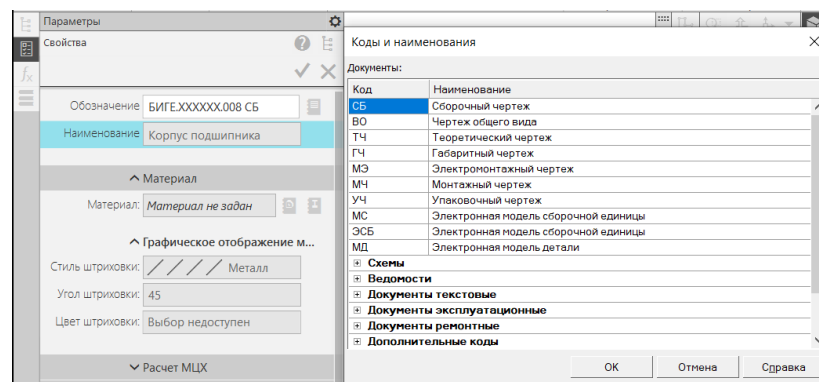 Параметры
Свойства
Обозначение БИГЕ.XXXXXX.008 СБ
Наименование Корпус подшипника
Материал
Материал: Материал не задан
Графическое отображение м...
Стиль штриховки: Металл
Угол штриховки: 45
Цвет штриховки: Выбор недоступен
Расчет МЦХ
Коды и наименования
Документы:
Код Наименование
СБ Сборочный чертеж
ВО Чертеж общего вида
ТЧ Теоретический чертеж
ГЧ Габаритный чертеж
МЭ Электромонтажный чертеж
МЧ Монтажный чертеж
УЧ Упаковочный чертеж
МС Электронная модель сборочной единицы
ЭСБ Электронная модель сборочной единицы
МД Электронная модель детали
Схемы
Ведомости
Документы текстовые
Документы эксплуатационные
Документы ремонтные
Дополнительные коды
ОК Отмена Справка